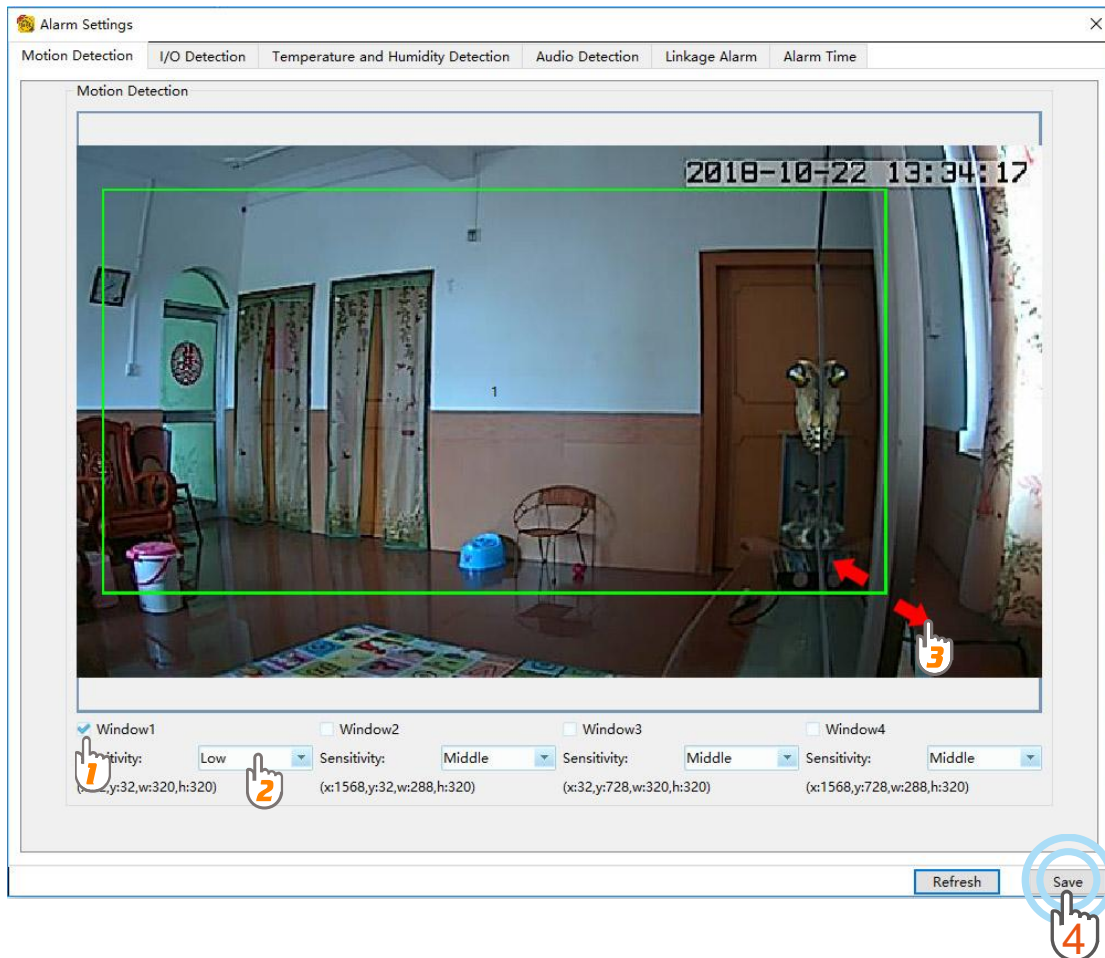 Alarm Settings
Motion Detection I/O Detection Temperature and Humidity Detection Audio Detection Linkage Alarm Alarm Time
Motion Detection
2018-10-22 13:34:17
1
Window1 Window2 Window3 Window4
Low Sensitivity: Middle Sensitivity: Middle Sensitivity: Middle
1 2 3
y:32,w:320,h:320) (x:1568,y:32,w:288,h:320) (x:32,y:728,w:320,h:320) (x:1568,y:728,w:288,h:320)
Refresh Save
4